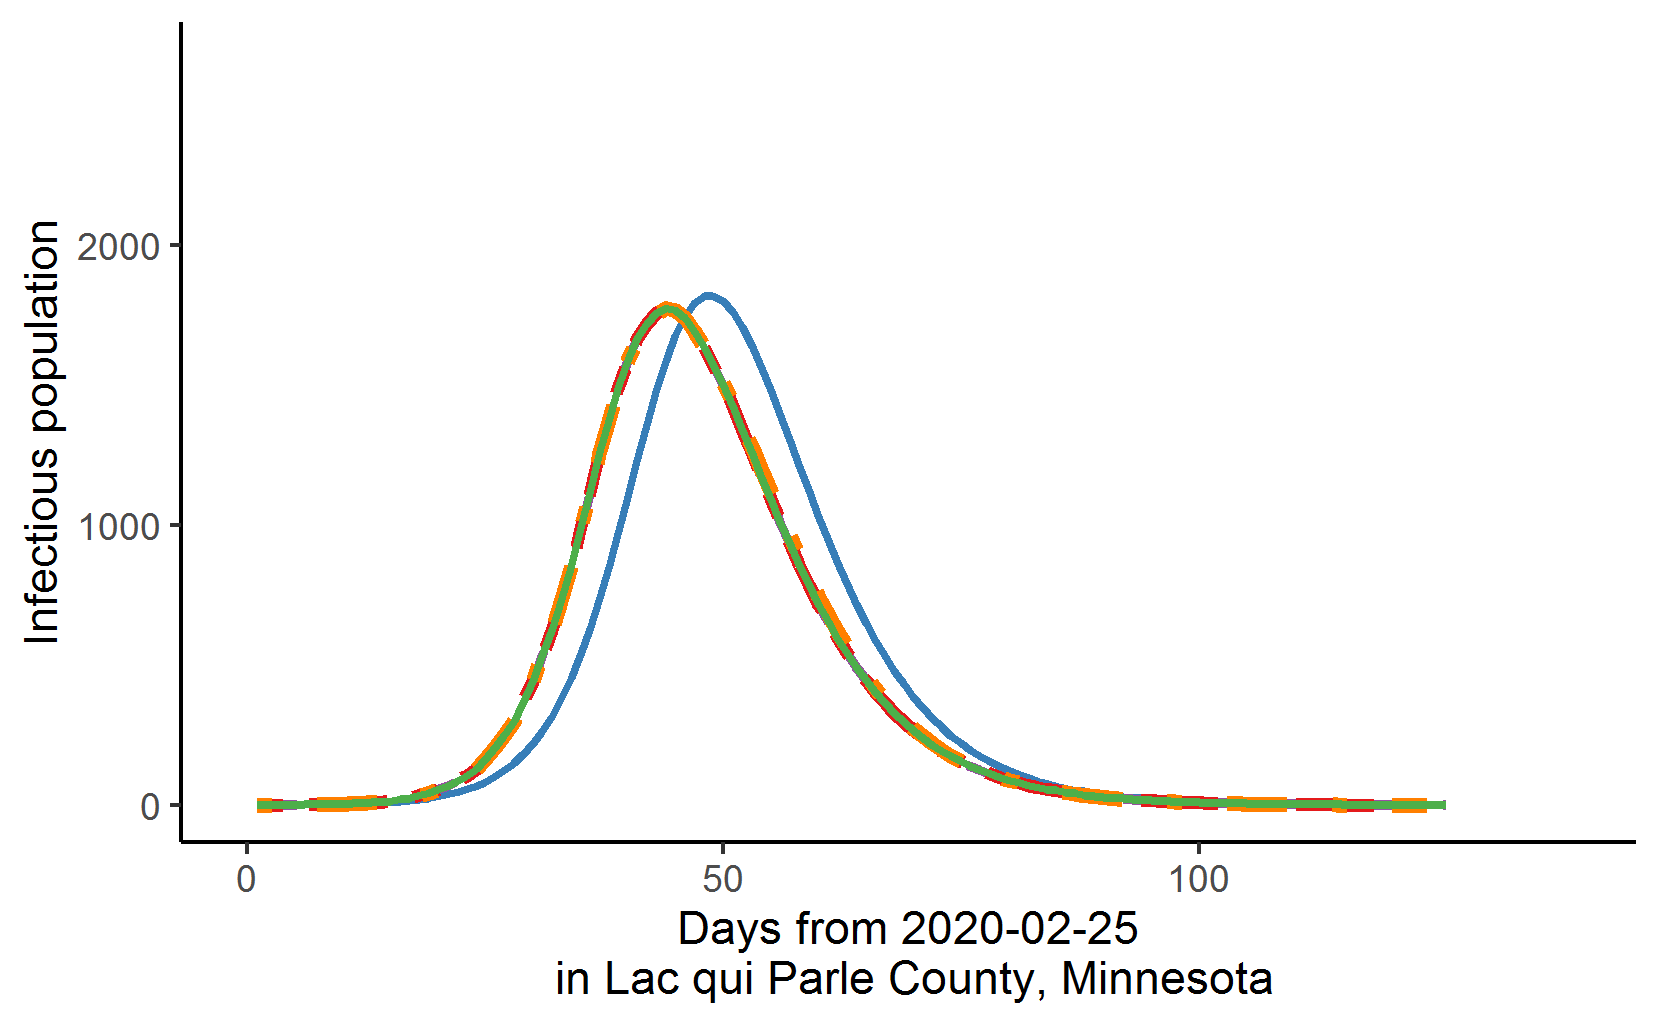 Infectious population
2000
1000
0
0
50
100
Days from 2020-02-25
in Lac qui Parle County, Minnesota